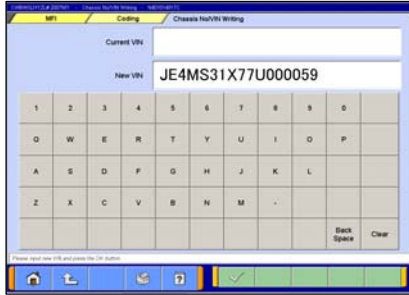 MFI Coding Chassis No/VIN Writing
Current VIN
New VIN JE4MS31X77U000059
1 2 3 4 5 6 7 8 9 0
Q W E R T Y U I O P
A S D F G H J K L
Z X C V B N M -
Back Space Clear
Please input new VIN and press the OK button.